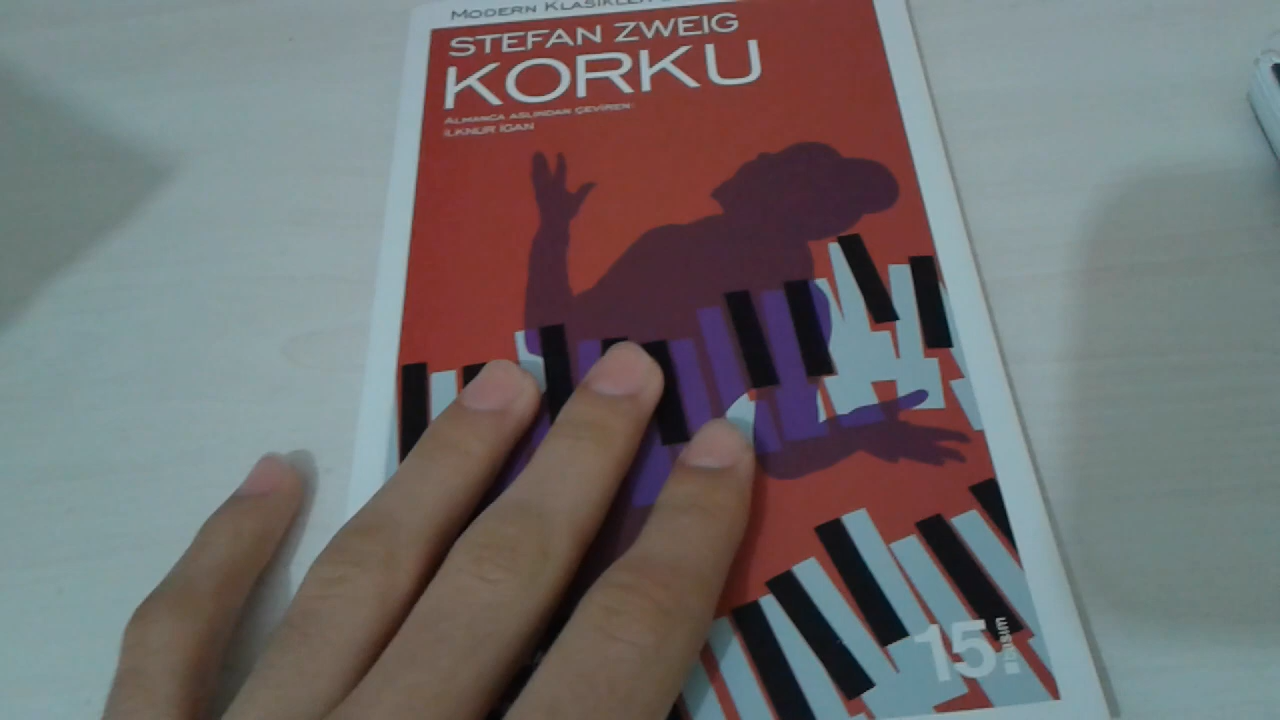 MODERN KLASİKLER
STEFAN ZWEIG
KORKU
ALMANCA ASLINDAN ÇEVİREN:
İLKNUR İGAN
15.